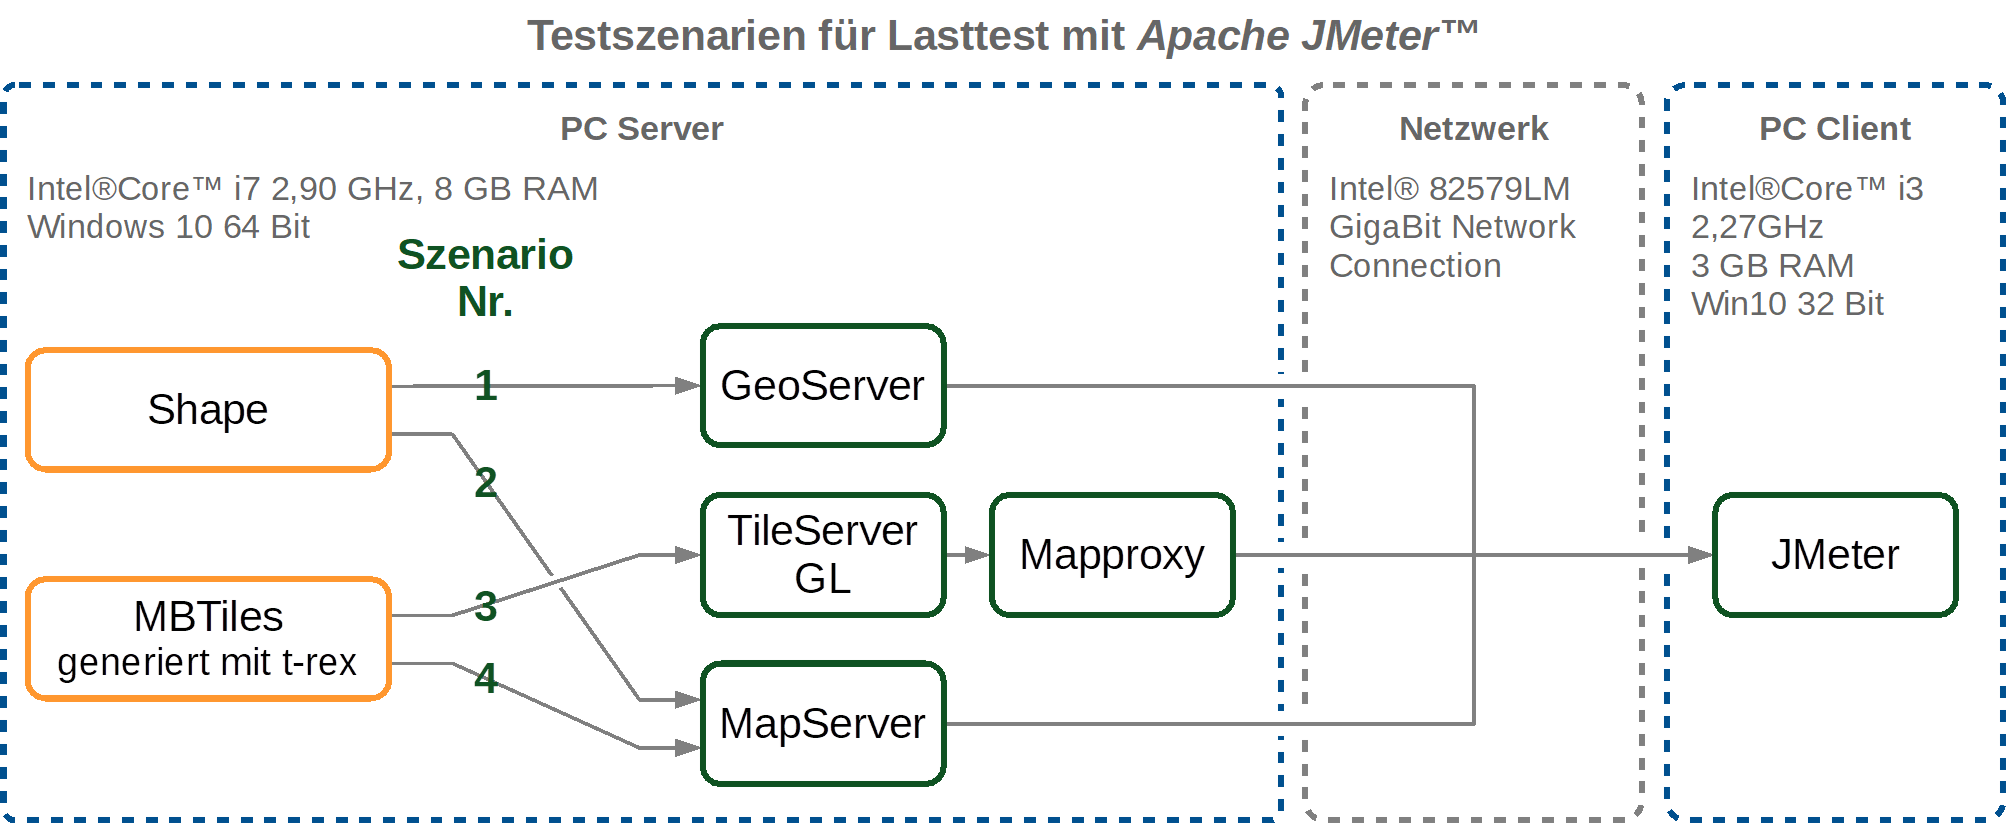 Testszenarien für Lasttest mit Apache JMeter™
PC Server
Intel®Core™ i7 2,90 GHz, 8 GB RAM
Windows 10 64 Bit
Szenario
Nr.
Shape
MBTiles
generiert mit t-rex
1
2
3
4
GeoServer
TileServer
GL
Mapproxy
MapServer
Netzwerk
Intel® 82579LM
GigaBit Network
Connection
PC Client
Intel®Core™ i3
2,27GHz
3 GB RAM
Win10 32 Bit
JMeter